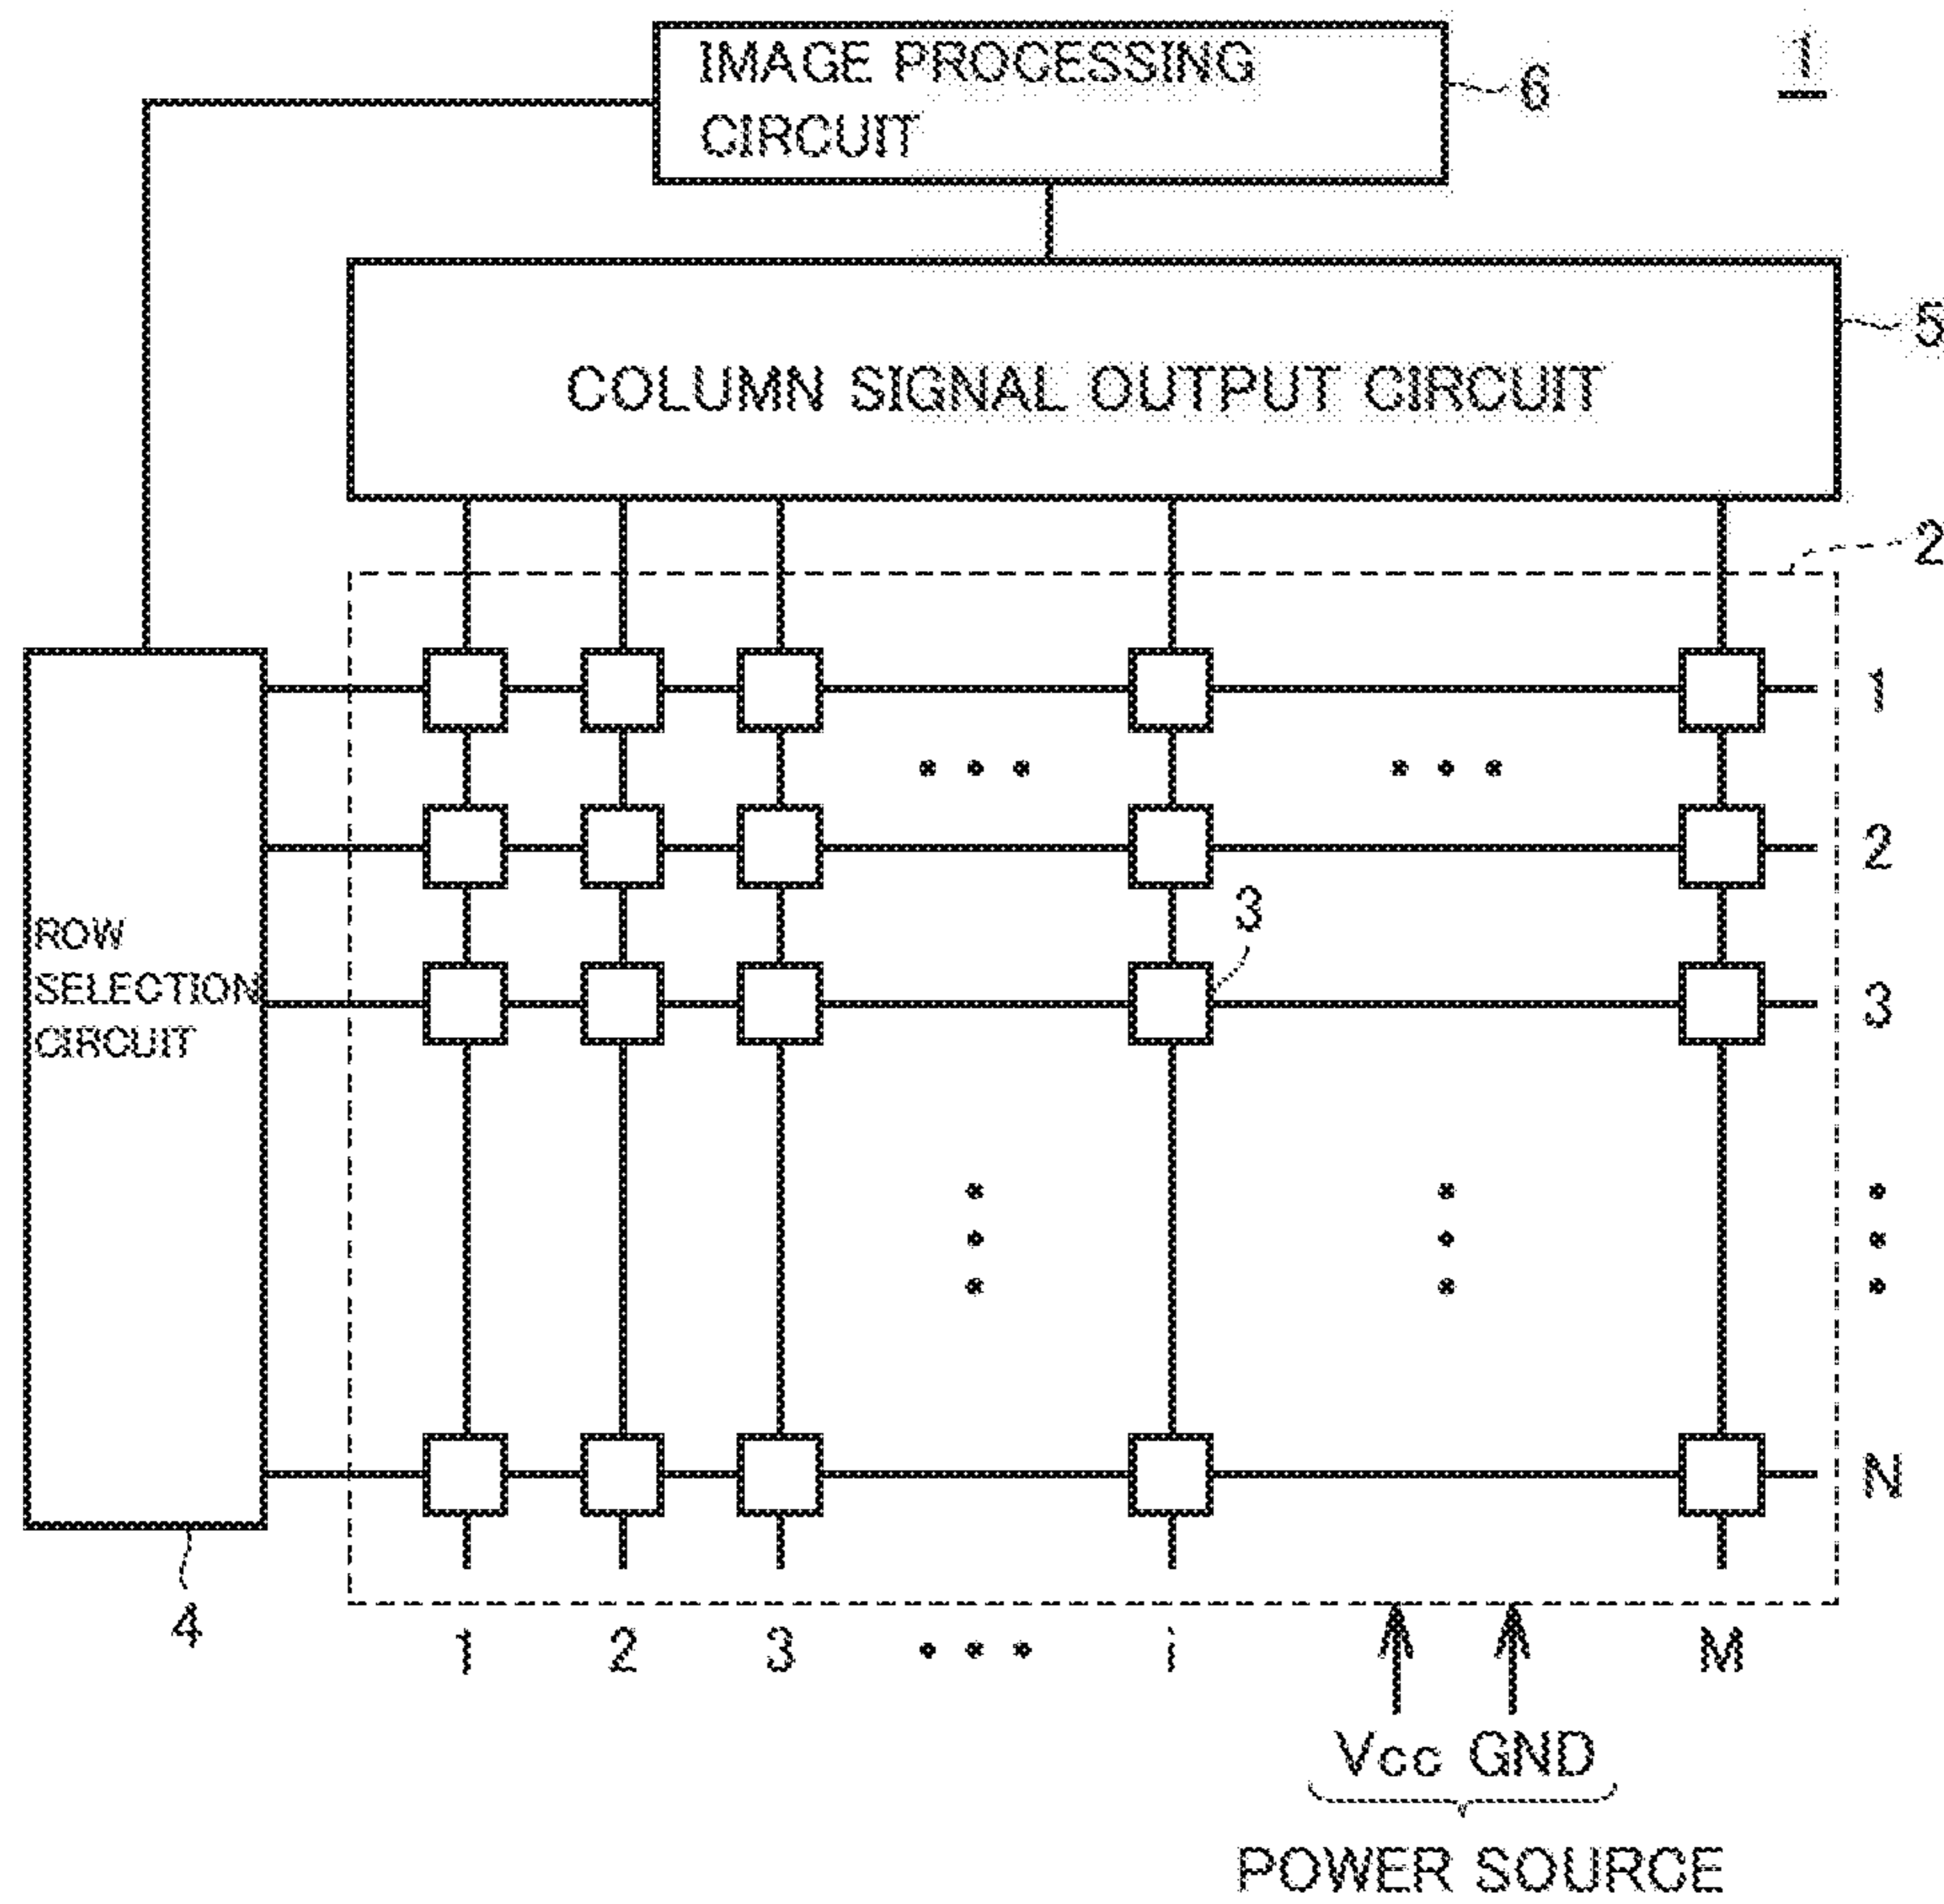 1
IMAGE PROCESSING
CIRCUIT
6
COLUMN SIGNAL OUTPUT CIRCUIT
5
2
1
2
3
3
ROW
SELECTION
CIRCUIT
N
4
1 2 3 ••• i M
Vcc GND
POWER SOURCE